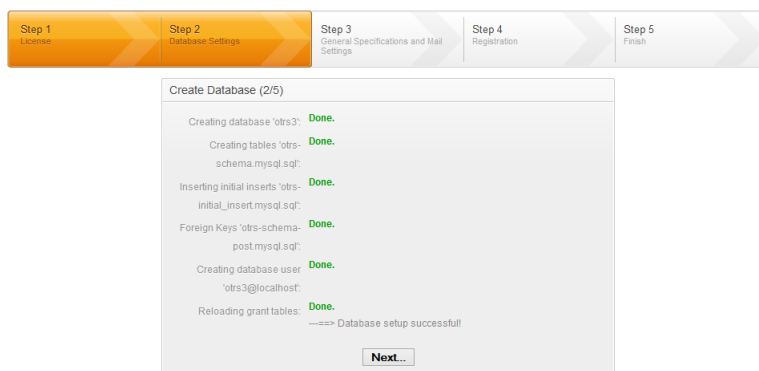 Step 1
License
Step 2
Database Settings
Step 3
General Specifications and Mail
Settings
Step 4
Registration
Step 5
Finish
Create Database (2/5)
Creating database 'otrs3': Done.
Creating tables 'otrs- Done.
schema.mysql.sql':
Inserting initial inserts 'otrs- Done.
initial_insert.mysql.sql':
Foreign Keys 'otrs-schema- Done.
post.mysql.sql':
Creating database user Done.
'otrs3@localhost':
Reloading grant tables: Done.
---==> Database setup successful!
Next...